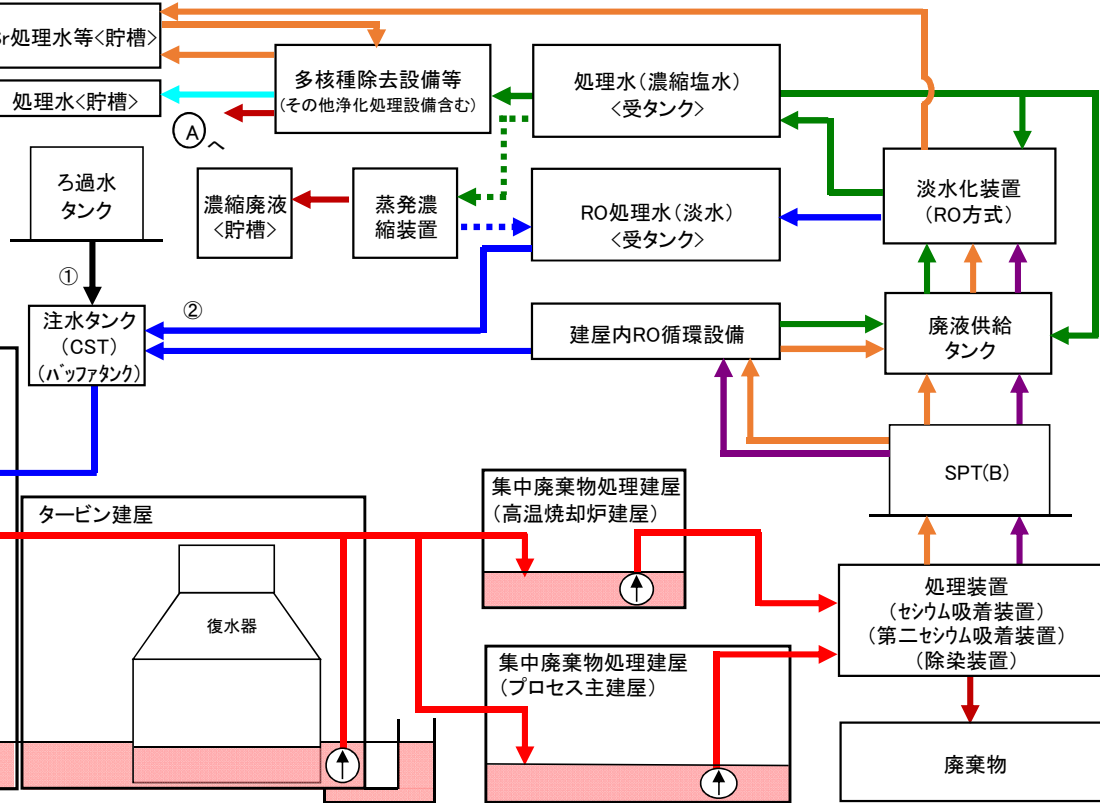 Sr処理水等<貯槽>
処理水<貯槽>
多核種除去設備等
(その他浄化処理設備含む)
Aへ
処理水(濃縮塩水)
<受タンク>
ろ過水
タンク
濃縮廃液
<貯槽>
蒸発濃
縮装置
RO処理水(淡水)
<受タンク>
淡水化装置
(RO方式)
①
②
注水タンク
(CST)
(バッファタンク)
建屋内RO循環設備
廃液供給
タンク
SPT(B)
タービン建屋
復水器
集中廃棄物処理建屋
(高温焼却炉建屋)
集中廃棄物処理建屋
(プロセス主建屋)
処理装置
(セシウム吸着装置)
(第二セシウム吸着装置)
(除染装置)
廃棄物